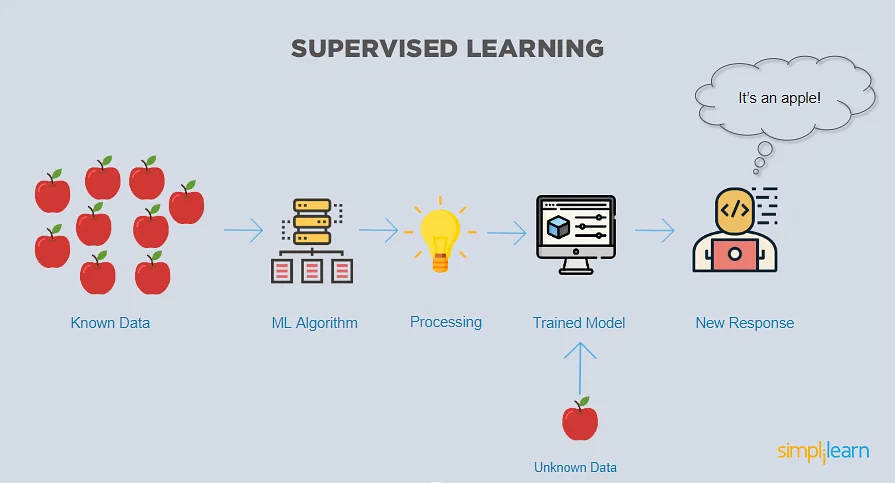 SUPERVISED LEARNING
It's an apple!
</>
Known Data
ML Algorithm
Processing
Trained Model
New Response
Unknown Data
simplilearn